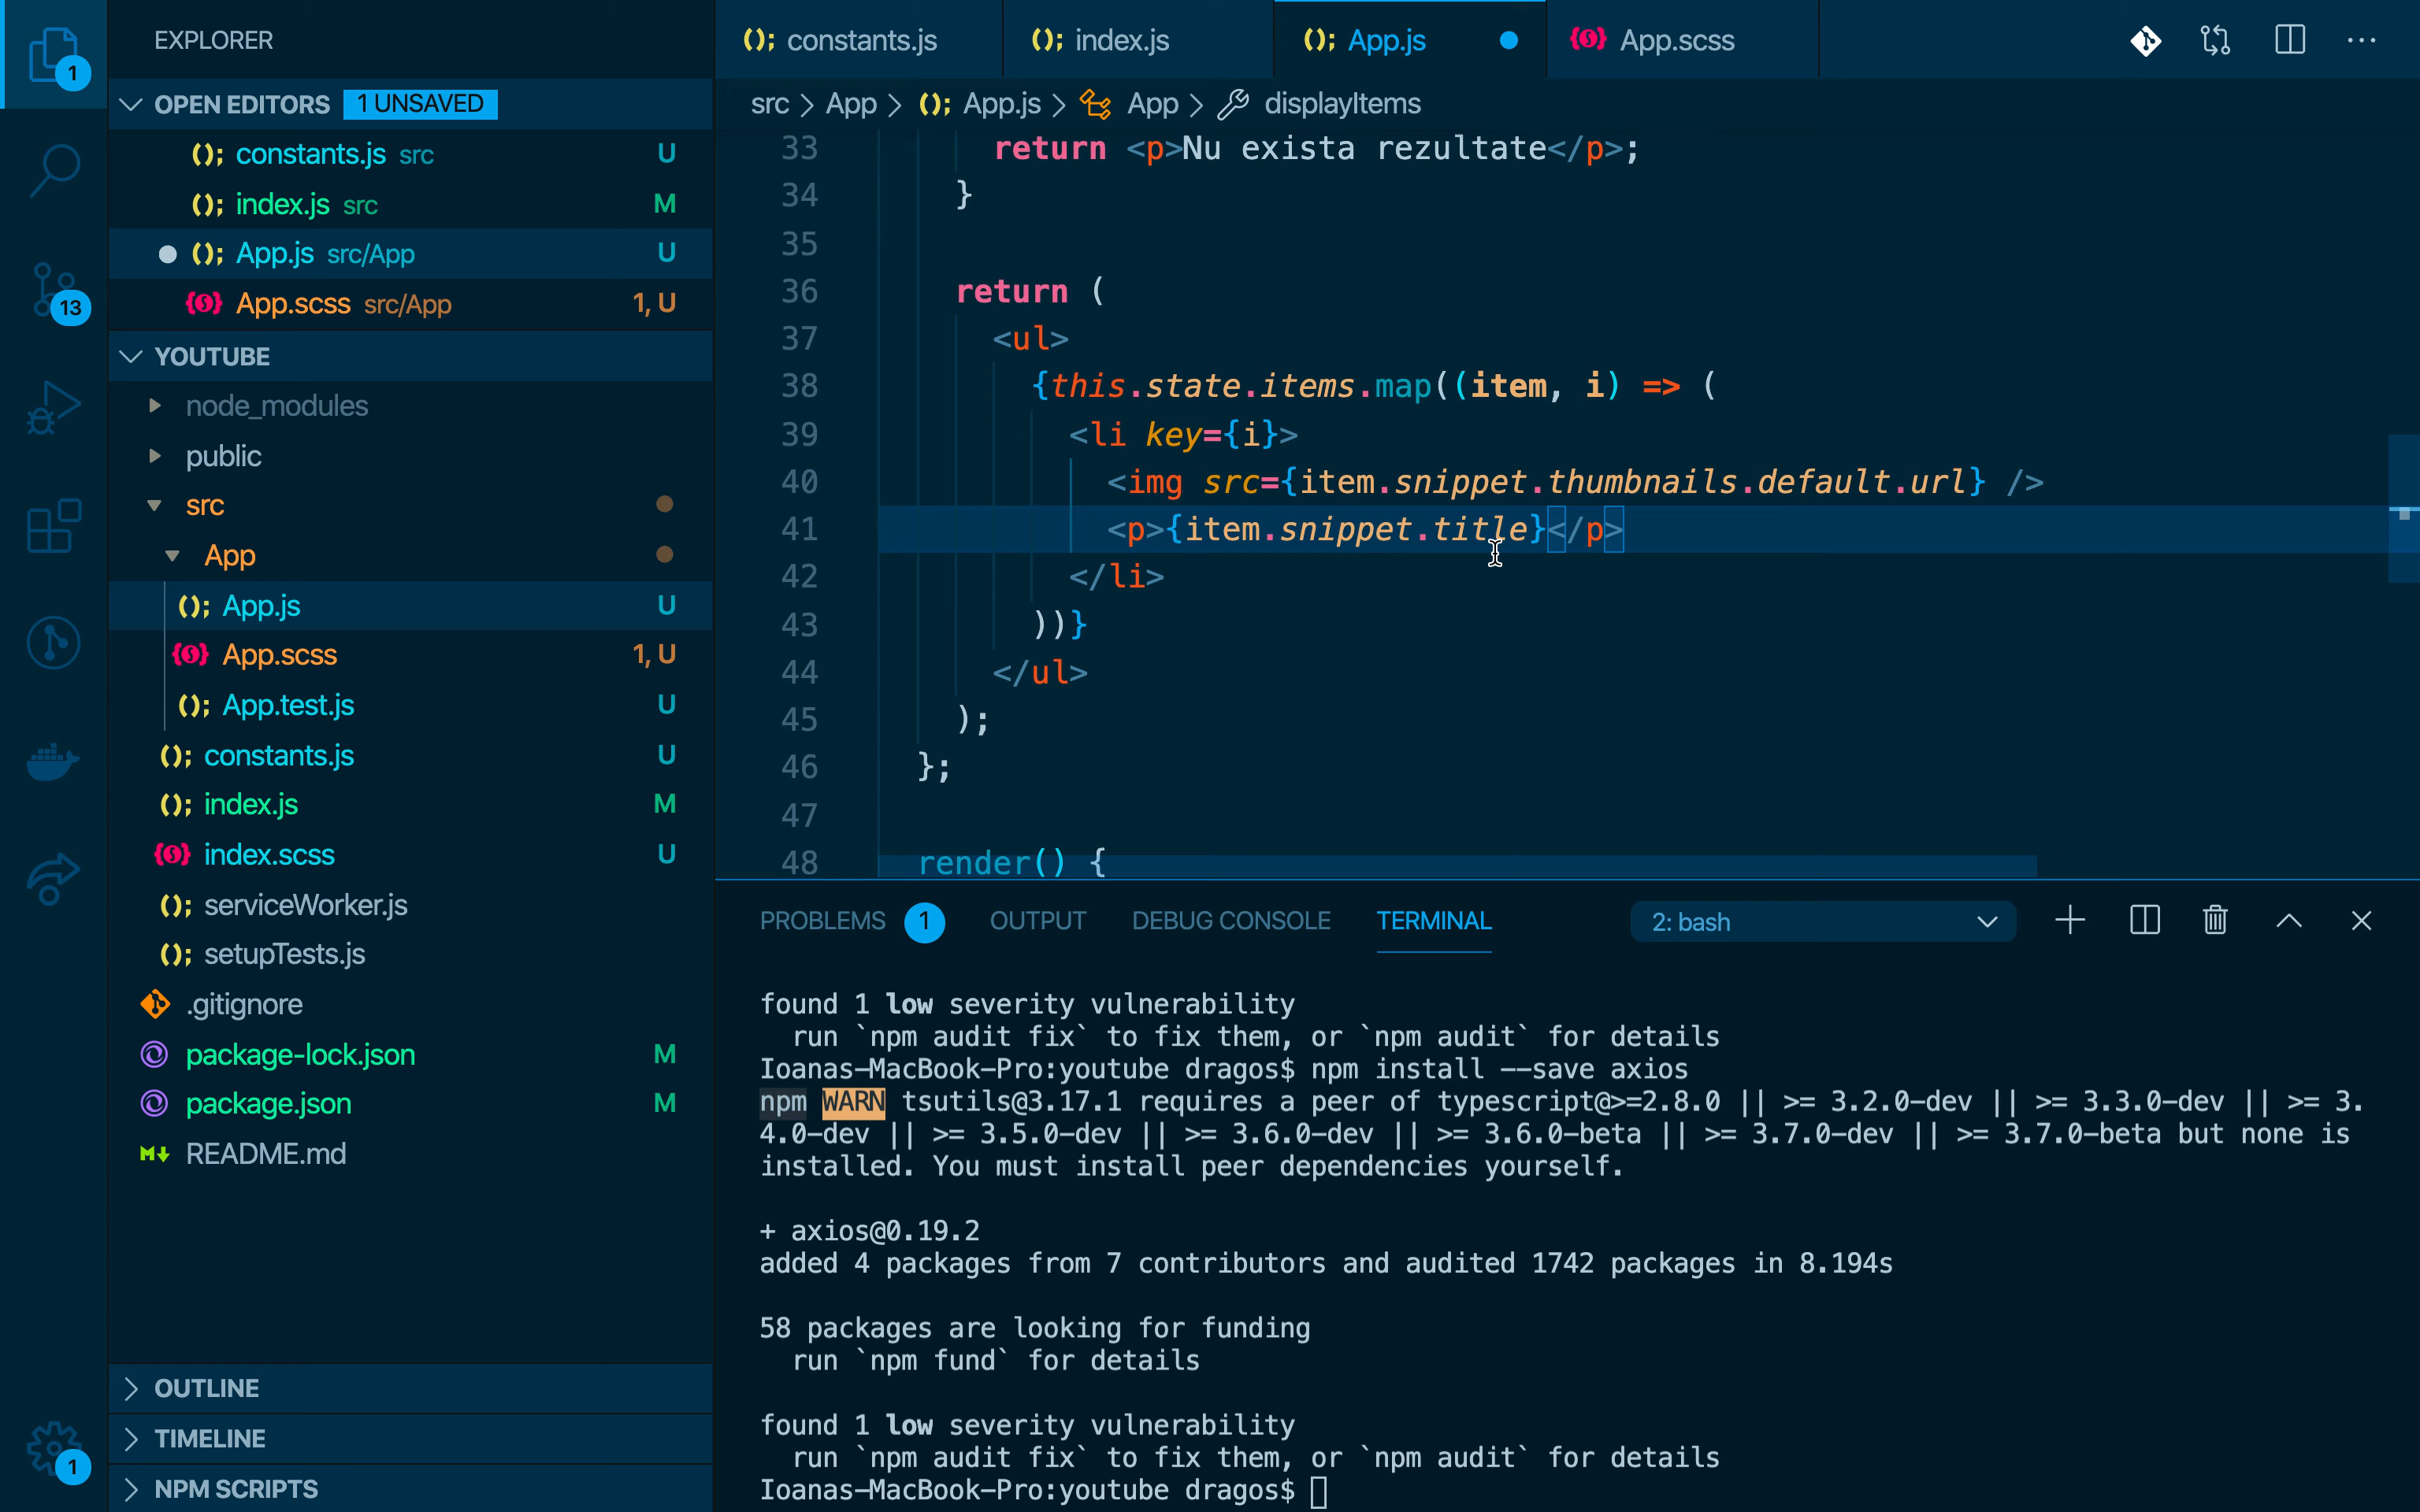 EXPLORER
OPEN EDITORS 1 UNSAVED
constants.js src U
index.js src M
App.js src/App U
App.scss src/App 1, U
YOUTUBE
node_modules
public
src
App
App.js U
App.scss 1, U
App.test.js U
constants.js U
index.js M
index.scss U
serviceWorker.js
setupTests.js
.gitignore
package-lock.json M
package.json M
README.md
OUTLINE
TIMELINE
NPM SCRIPTS
1
13
1
constants.js index.js App.js App.scss
src > App > App.js > App > displayItems
33 return <p>Nu exista rezultate</p>;
34 }
35
36 return (
37 <ul>
38 {this.state.items.map((item, i) => (
39 <li key={i}>
40 <img src={item.snippet.thumbnails.default.url} />
41 <p>{item.snippet.title}</p>
42 </li>
43 ))}
44 </ul>
45 );
46 };
47
48 render() {
PROBLEMS 1 OUTPUT DEBUG CONSOLE TERMINAL 2: bash
found 1 low severity vulnerability
run `npm audit fix` to fix them, or `npm audit` for details
Ioanas-MacBook-Pro:youtube dragos$ npm install --save axios
npm WARN tsutils@3.17.1 requires a peer of typescript@>=2.8.0 || >= 3.2.0-dev || >= 3.3.0-dev || >= 3.
4.0-dev || >= 3.5.0-dev || >= 3.6.0-dev || >= 3.6.0-beta || >= 3.7.0-dev || >= 3.7.0-beta but none is
installed. You must install peer dependencies yourself.
+ axios@0.19.2
added 4 packages from 7 contributors and audited 1742 packages in 8.194s
58 packages are looking for funding
run `npm fund` for details
found 1 low severity vulnerability
run `npm audit fix` to fix them, or `npm audit` for details
Ioanas-MacBook-Pro:youtube dragos$